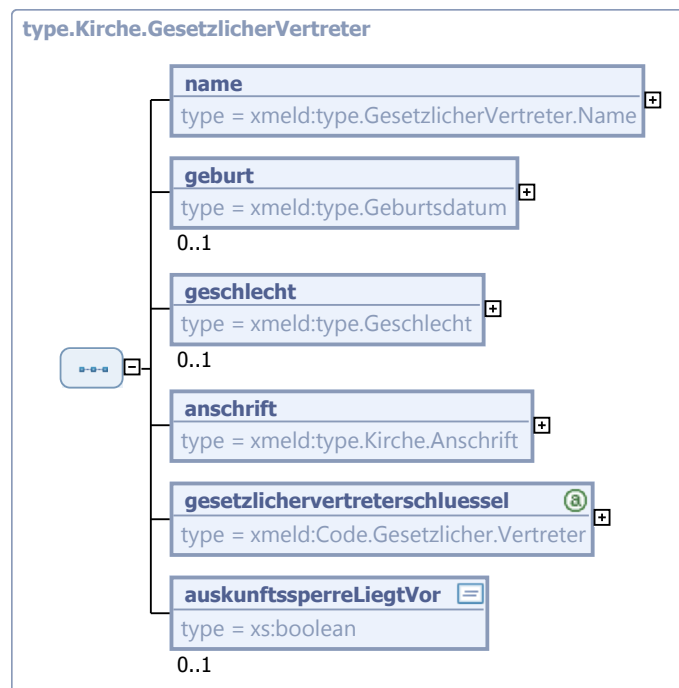 type.Kirche.GesetzlicherVertreter
name
type = xmeld:type.GesetzlicherVertreter.Name
geburt
type = xmeld:type.Geburtsdatum
0..1
geschlecht
type = xmeld:type.Geschlecht
0..1
anschrift
type = xmeld:type.Kirche.Anschrift
gesetzlichervertreterschluessel a
type = xmeld:Code.Gesetzlicher.Vertreter
auskunftssperreLiegtVor
type = xs:boolean
0..1